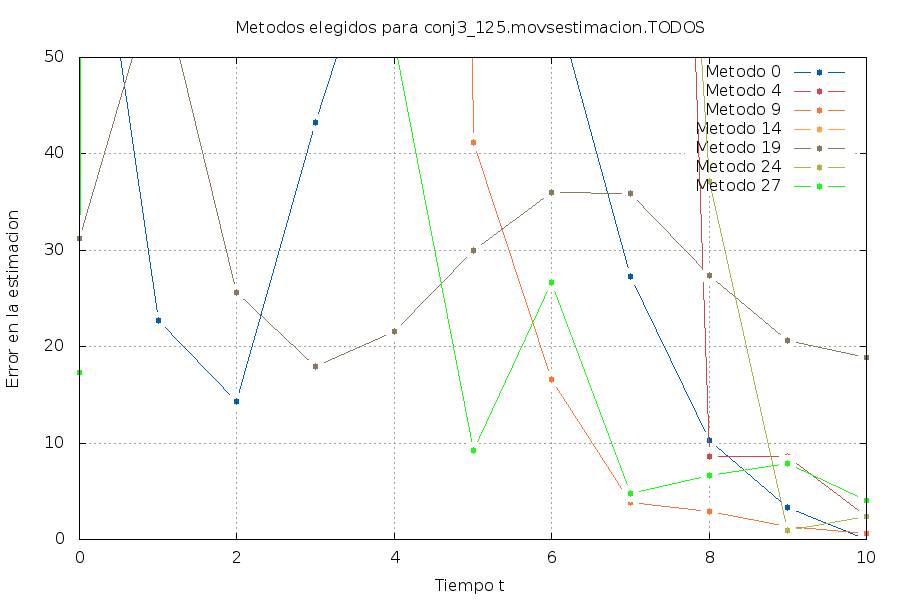 Metodos elegidos para conj3_125.movsestimacion.TODOS
50
40
30
20
10
0
0
2
4
6
8
10
Error en la estimacion
Tiempo t
Metodo 0
Metodo 4
Metodo 9
Metodo 14
Metodo 19
Metodo 24
Metodo 27